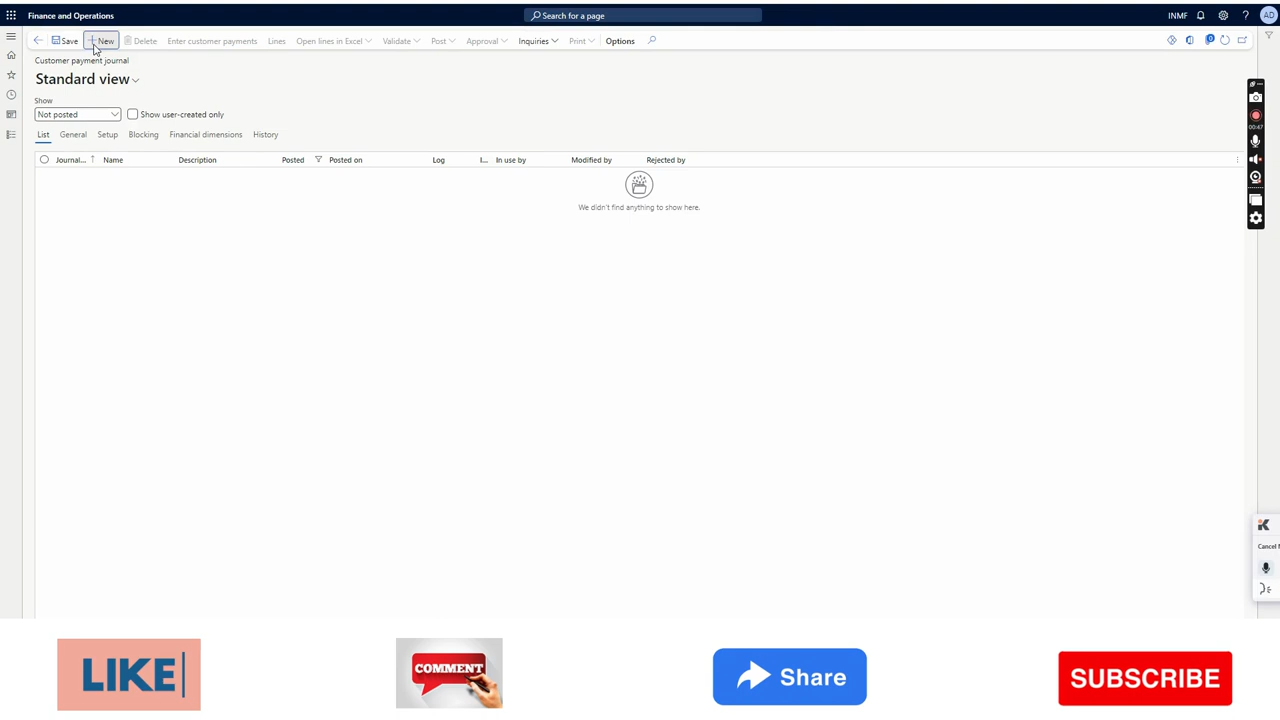 Finance and Operations
Search for a page
INMF
?
AD
Save
New
Delete
Enter customer payments
Lines
Open lines in Excel
Validate
Post
Approval
Inquiries
Print
Options
0
Customer payment journal
Standard view
Show
Not posted
Show user-created only
List
General
Setup
Blocking
Financial dimensions
History
Journal...
Name
Description
Posted
Posted on
Log
I...
In use by
Modified by
Rejected by
We didn't find anything to show here.
00:47
Cancel
LIKE
COMMENT
Share
SUBSCRIBE